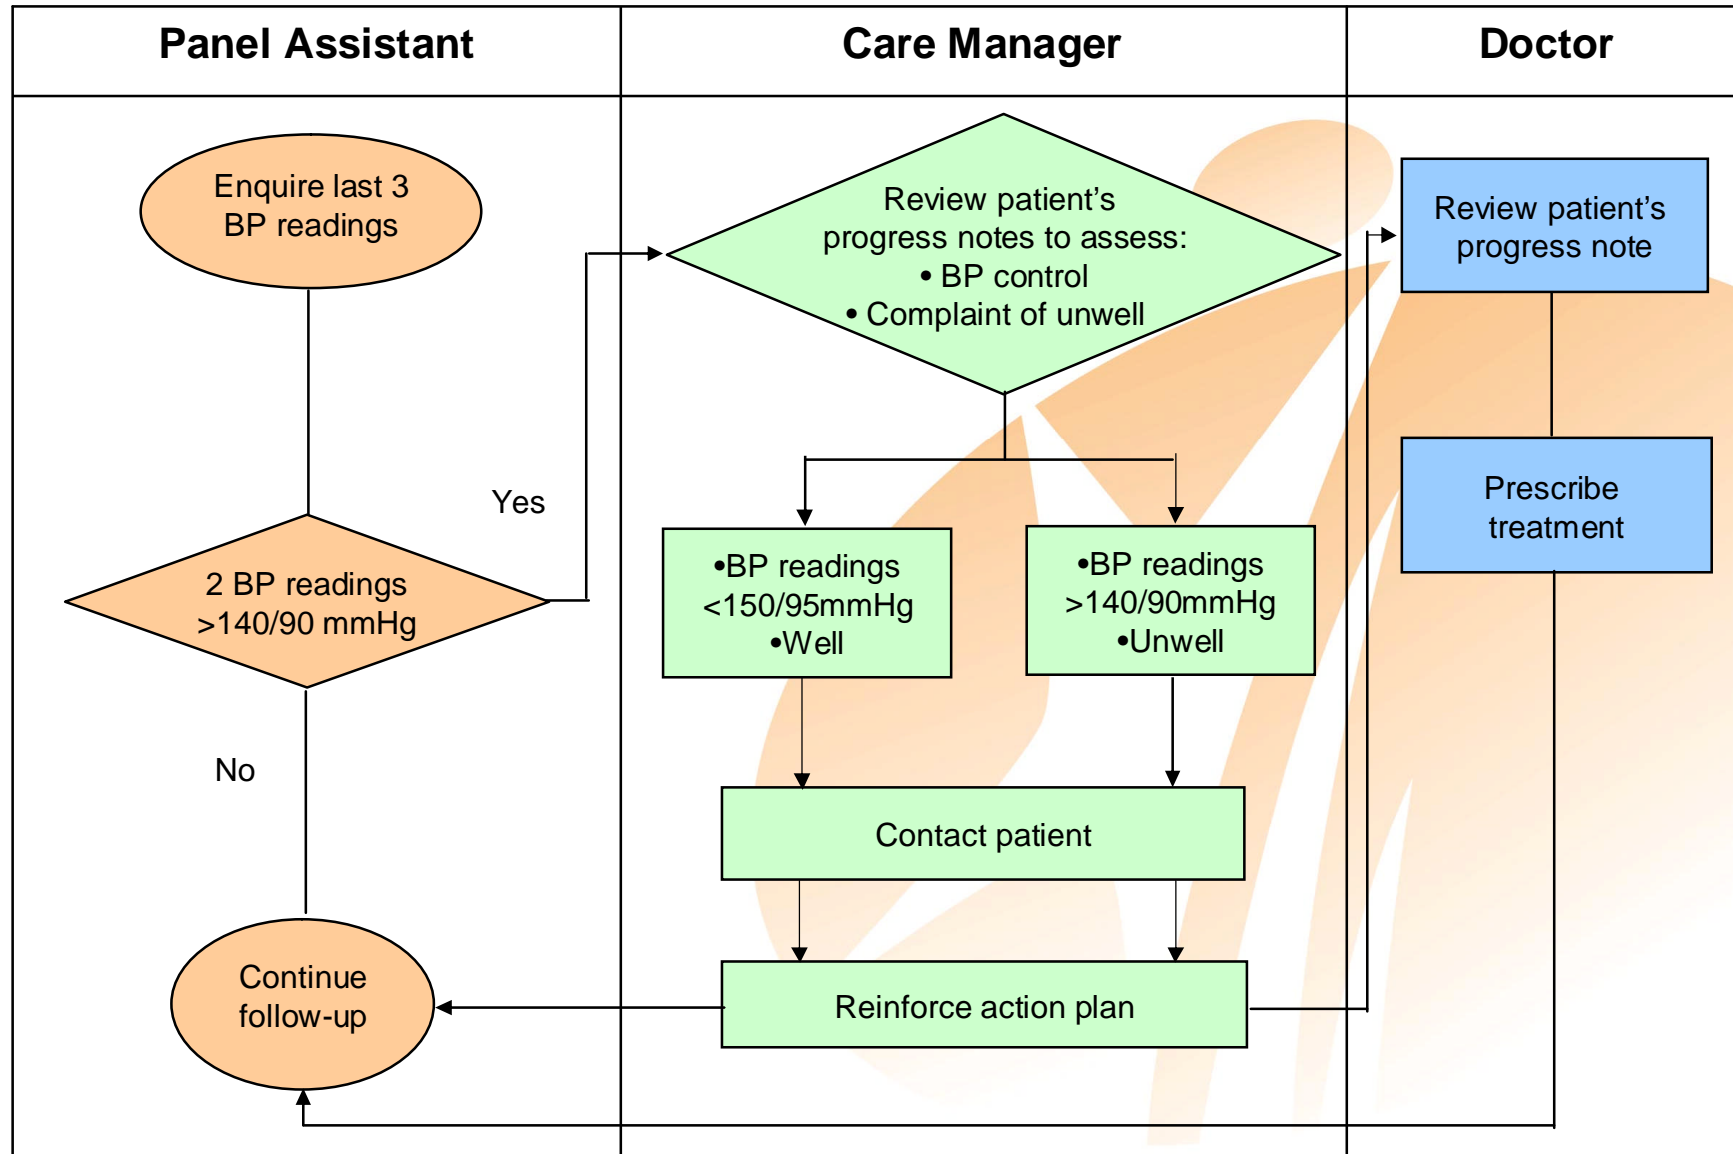 Panel Assistant
Care Manager
Doctor
Enquire last 3
BP readings
Yes
2 BP readings
>140/90 mmHg
No
Continue
follow-up
Review patient’s
progress notes to assess:
• BP control
• Complaint of unwell
•BP readings
<150/95mmHg
•Well
•BP readings
>140/90mmHg
•Unwell
Contact patient
Reinforce action plan
Review patient’s
progress note
Prescribe
treatment